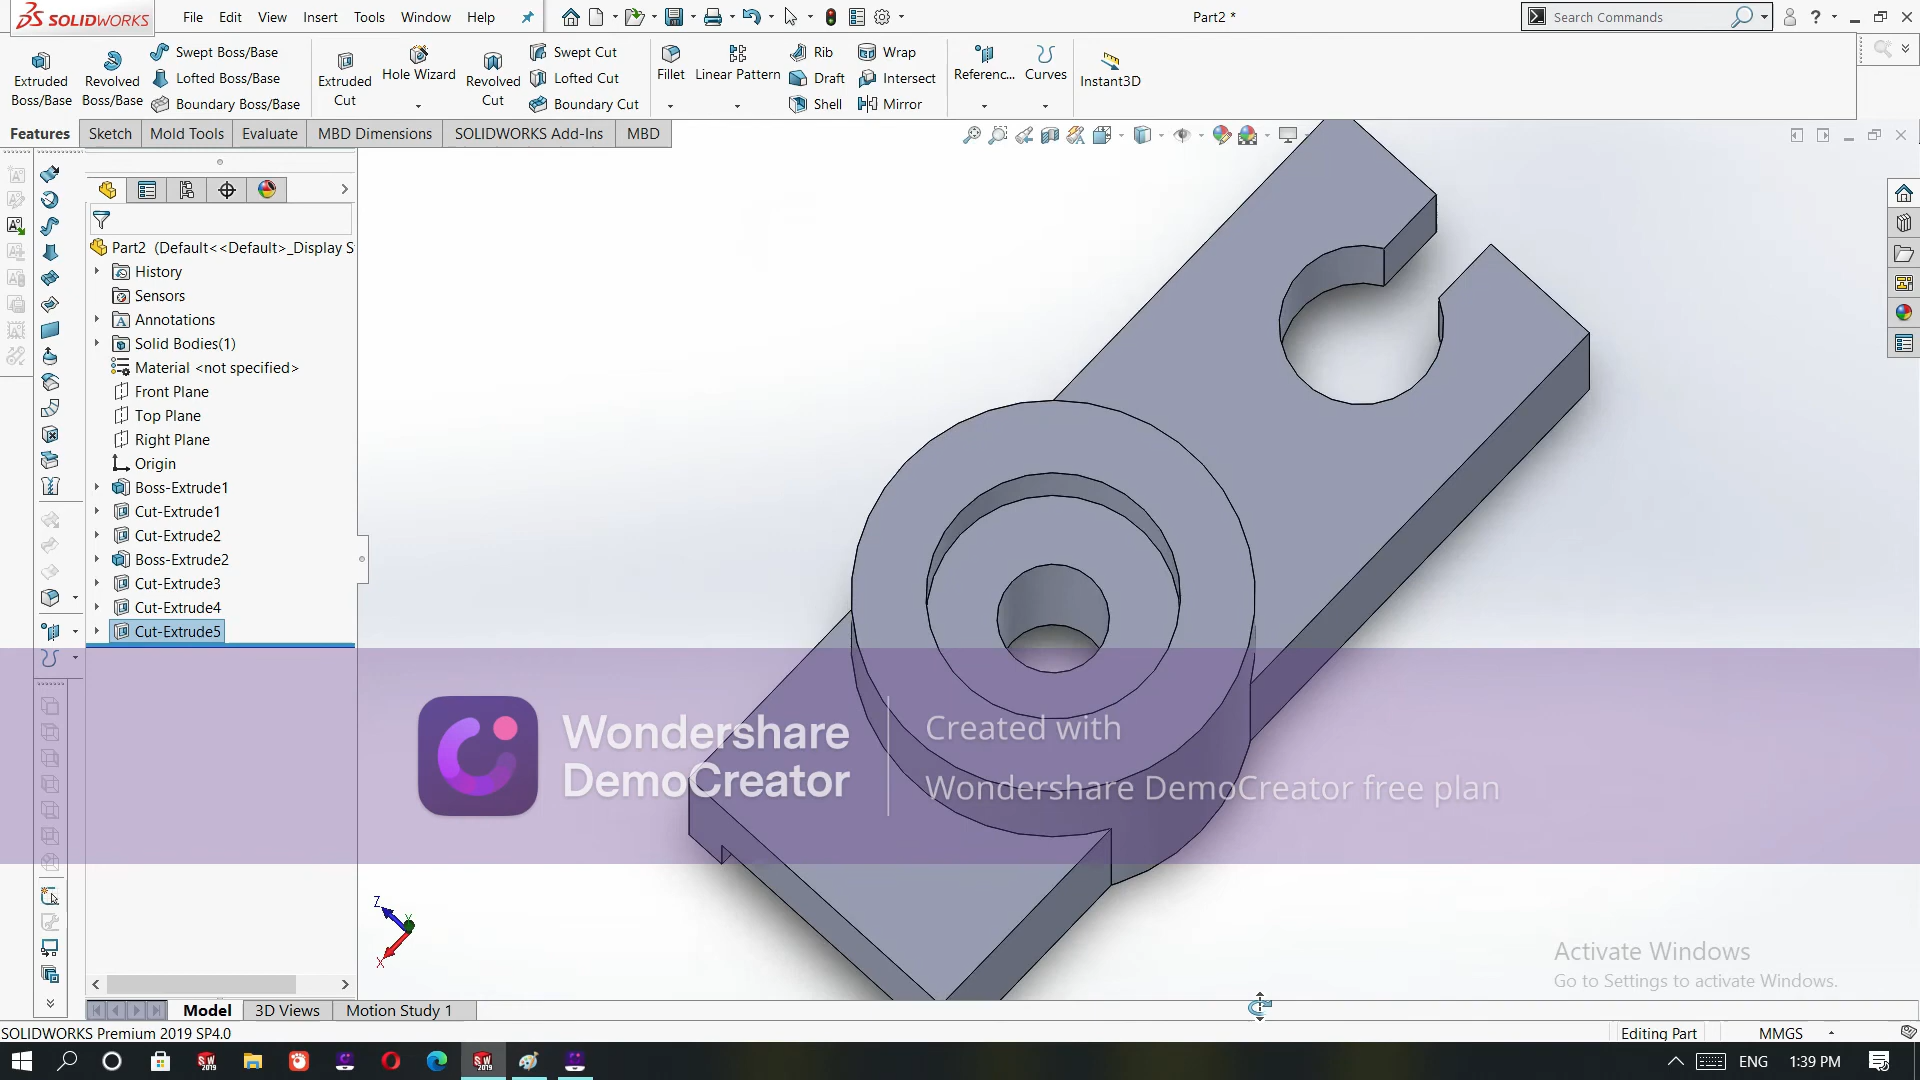 SOLIDWORKS File Edit View Insert Tools Window Help Part2 * Search Commands
Extruded Boss/Base
Revolved Boss/Base
Swept Boss/Base
Lofted Boss/Base
Boundary Boss/Base
Extruded Cut
Hole Wizard
Revolved Cut
Swept Cut
Lofted Cut
Boundary Cut
Fillet
Linear Pattern
Rib
Draft
Shell
Wrap
Intersect
Mirror
Referenc...
Curves
Instant3D
Features Sketch Mold Tools Evaluate MBD Dimensions SOLIDWORKS Add-Ins MBD
Part2 (Default<<Default>_Display S
History
Sensors
Annotations
Solid Bodies(1)
Material <not specified>
Front Plane
Top Plane
Right Plane
Origin
Boss-Extrude1
Cut-Extrude1
Cut-Extrude2
Boss-Extrude2
Cut-Extrude3
Cut-Extrude4
Cut-Extrude5
Wondershare
DemoCreator
Created with
Wondershare DemoCreator free plan
Z
Y
X
Activate Windows
Go to Settings to activate Windows.
Model 3D Views Motion Study 1
SOLIDWORKS Premium 2019 SP4.0 Editing Part MMGS
ENG 1:39 PM